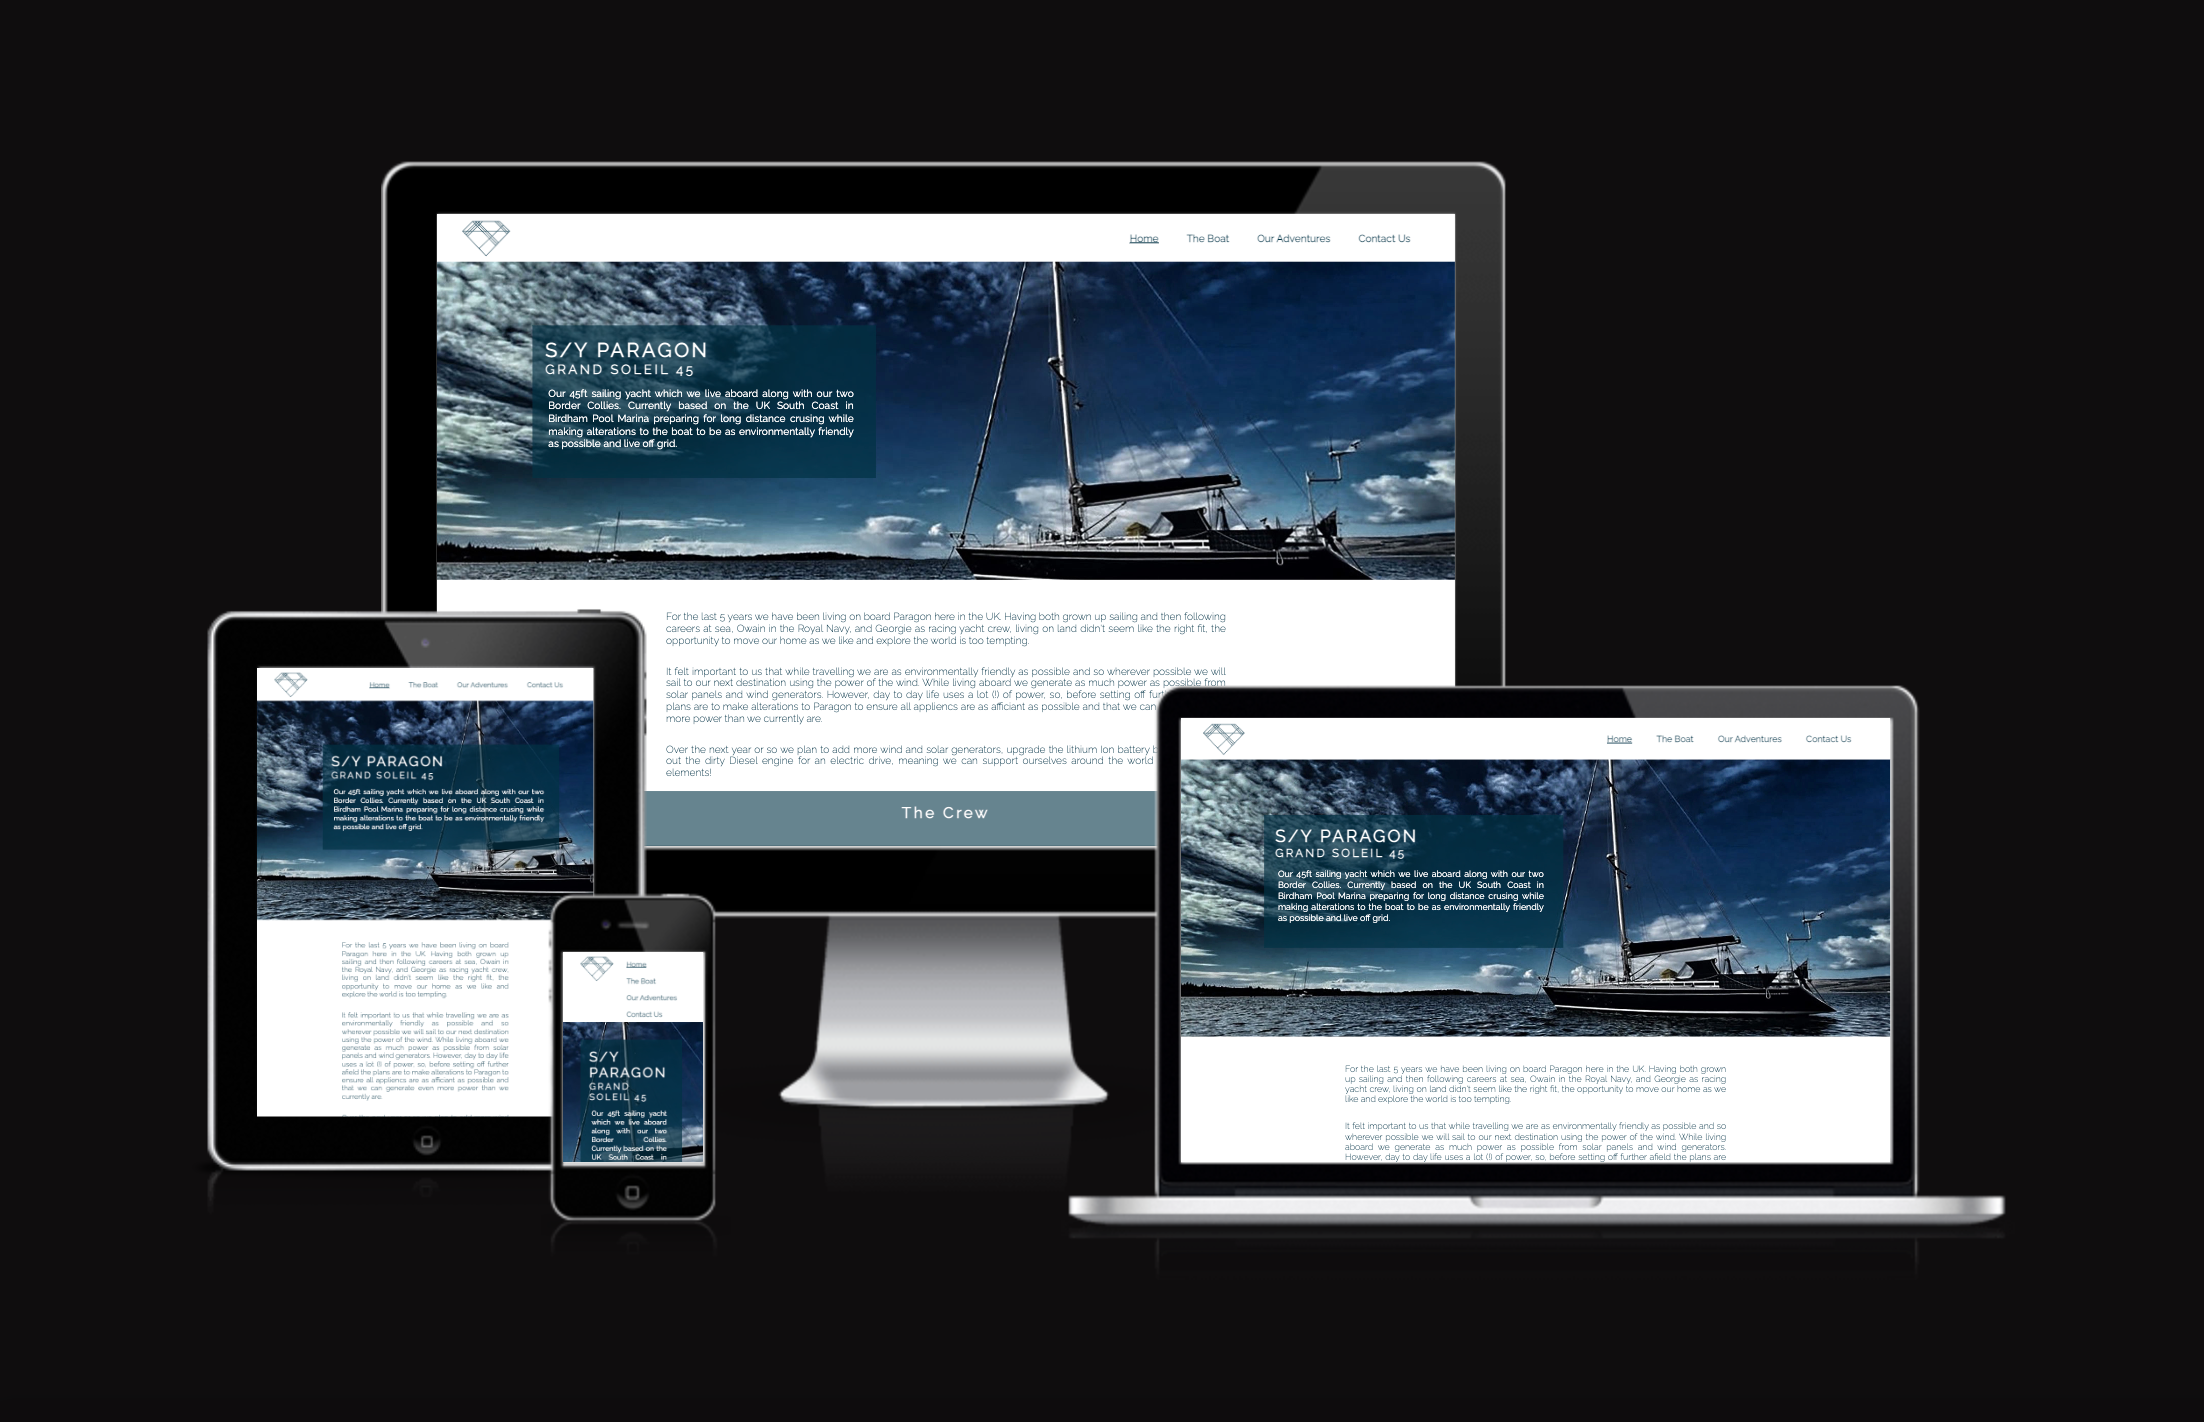 Home The Boat Our Adventures Contact Us
S/Y PARAGON
GRAND SOLEIL 45
Our 45ft sailing yacht which we live aboard along with our two
Border Collies. Currently based on the UK South Coast in
Birdham Pool Marina preparing for long distance crusing while
making alterations to the boat to be as environmentally friendly
as possible and live off grid.
For the last 5 years we have been living on board Paragon here in the UK. Having both grown up sailing and then following
careers at sea, Owain in the Royal Navy, and Georgie as racing yacht crew, living on land didn't seem like the right fit, the
opportunity to move our home as we like and explore the world is too tempting.
It felt important to us that while travelling we are as environmentally friendly as possible and so wherever possible we will
sail to our next destination using the power of the wind. While living aboard we generate as much power as possible from
solar panels and wind generators. However, day to day life uses a lot (!) of power, so, before setting off
plans are to make alterations to Paragon to ensure all appliencs are as afficiant as possible and that we can
more power than we currently are.
Over the next year or so we plan to add more wind and solar generators, upgrade the lithium Ion battery
out the dirty Diesel engine for an electric drive, meaning we can support ourselves around the world
elements!
The Crew
Home The Boat Our Adventures Contact Us
S/Y PARAGON
GRAND SOLEIL 45
Our 45ft sailing yacht which we live aboard along with our two
Border Collies. Currently based on the UK South Coast in
Birdham Pool Marina preparing for long distance crusing while
making alterations to the boat to be as environmentally friendly
as possible and live off grid.
For the last 5 years we have been living on board
Paragon here in the UK. Having both grown up
sailing and then following careers at sea, Owain in
the Royal Navy, and Georgie as racing yacht crew,
living on land didn't seem like the right fit, the
opportunity to move our home as we like and
explore the world is too tempting.
It felt important to us that while travelling we are as
environmentally friendly as possible and so
wherever possible we will sail to our next destination
using the power of the wind. While living aboard we
generate as much power as possible from solar
panels and wind generators. However, day to day life
uses a lot (!) of power, so, before setting off further
afield the plans are to make alterations to Paragon to
ensure all appliencs are as afficiant as possible and
that we can generate even more power than we
currently are.
Home
The Boat
Our Adventures
Contact Us
S/Y
PARAGON
GRAND
SOLEIL 45
Our 45ft sailing yacht
which we live aboard
along with our two
Border Collies.
Currently based on the
UK South Coast in
Home The Boat Our Adventures Contact Us
S/Y PARAGON
GRAND SOLEIL 45
Our 45ft sailing yacht which we live aboard along with our two
Border Collies. Currently based on the UK South Coast in
Birdham Pool Marina preparing for long distance crusing while
making alterations to the boat to be as environmentally friendly
as possible and live off grid.
For the last 5 years we have been living on board Paragon here in the UK. Having both grown
up sailing and then following careers at sea, Owain in the Royal Navy, and Georgie as racing
yacht crew, living on land didn't seem like the right fit, the opportunity to move our home as we
like and explore the world is too tempting.
It felt important to us that while travelling we are as environmentally friendly as possible and so
wherever possible we will sail to our next destination using the power of the wind. While living
aboard we generate as much power as possible from solar panels and wind generators.
However, day to day life uses a lot (!) of power, so, before setting off further afield the plans are